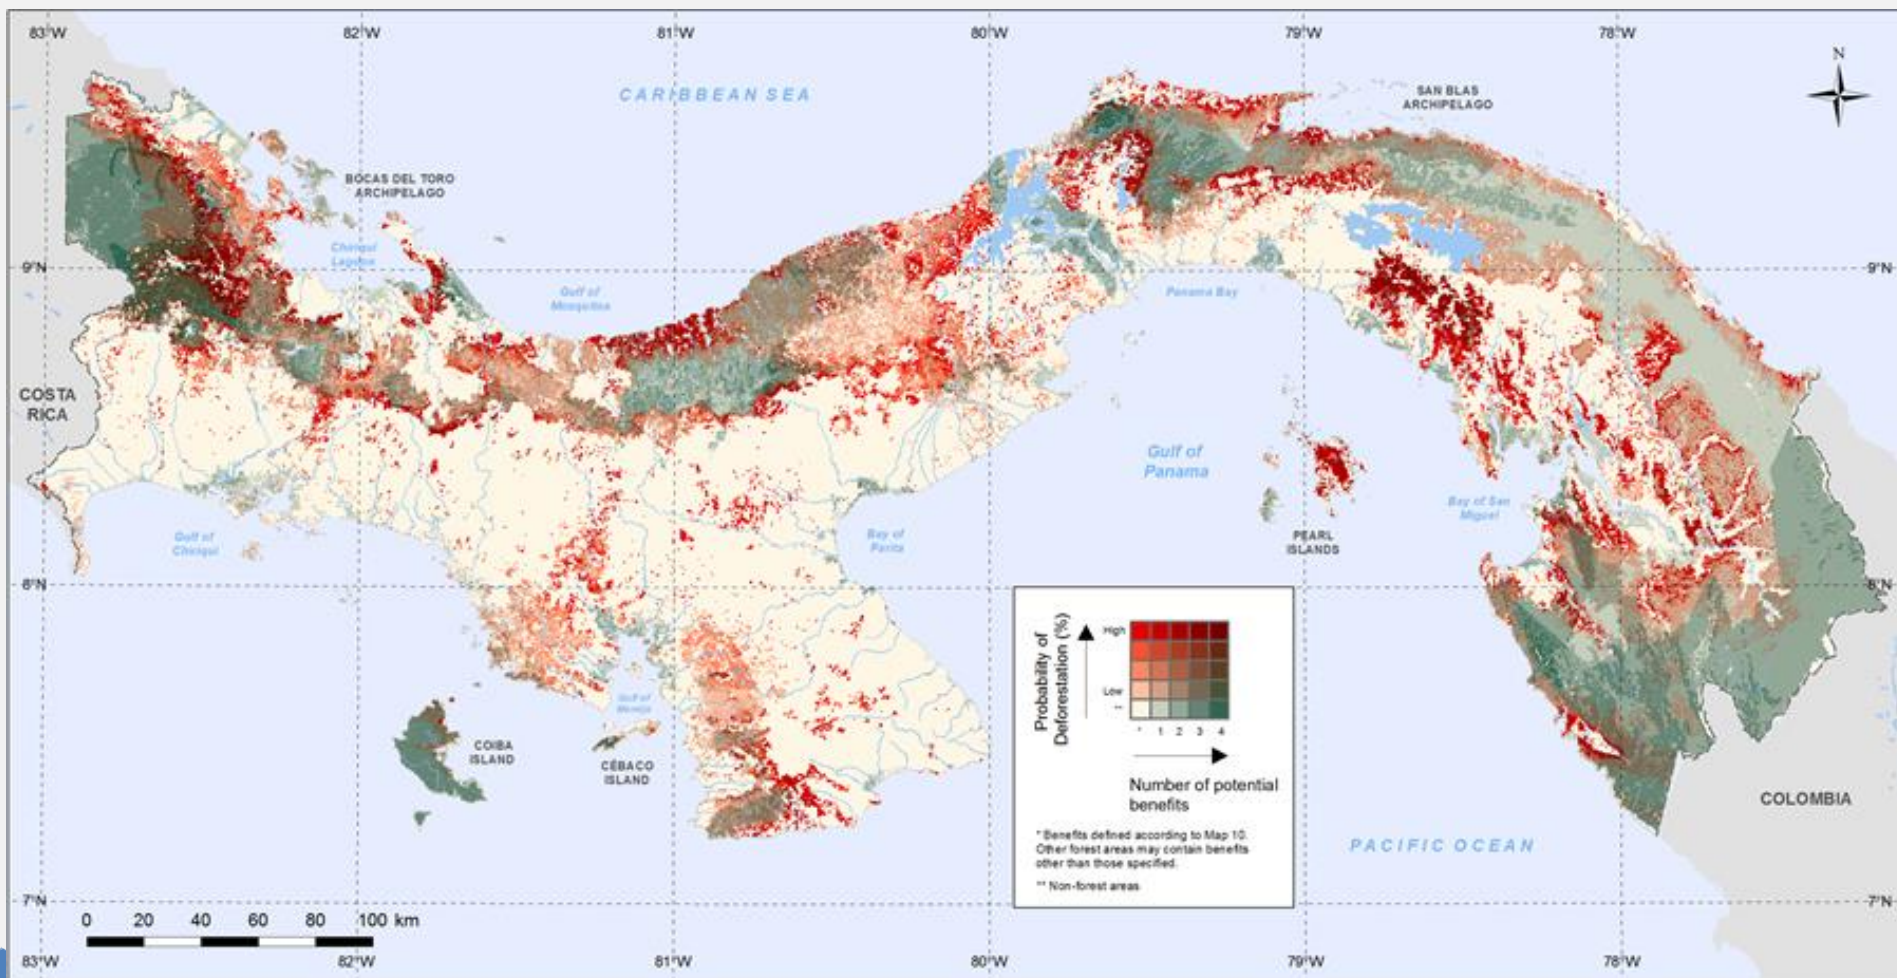 83°W
82°W
81°W
80°W
79°W
78°W
N
CARIBBEAN SEA
SAN BLAS
ARCHIPELAGO
BOCAS DEL TORO
ARCHIPELAGO
Chiriqui
Lagoon
9°N
9°N
Gulf of
Mosquitos
Panama Bay
COSTA
RICA
Gulf of
Panama
Bay of San
Miguel
Gulf of
Chiriqui
Bay of
Parita
PEARL
ISLANDS
8°N
8°N
Probability of
Deforestation (%)
High
Low
**
* 1 2 3 4
Number of potential
benefits
* Benefits defined according to Map 10.
Other forest areas may contain benefits
other than those specified.
** Non-forest areas
Gulf of
Montijo
COIBA
ISLAND
CÉBACO
ISLAND
COLOMBIA
PACIFIC OCEAN
7°N
7°N
0 20 40 60 80 100 km
83°W
82°W
81°W
80°W
79°W
78°W